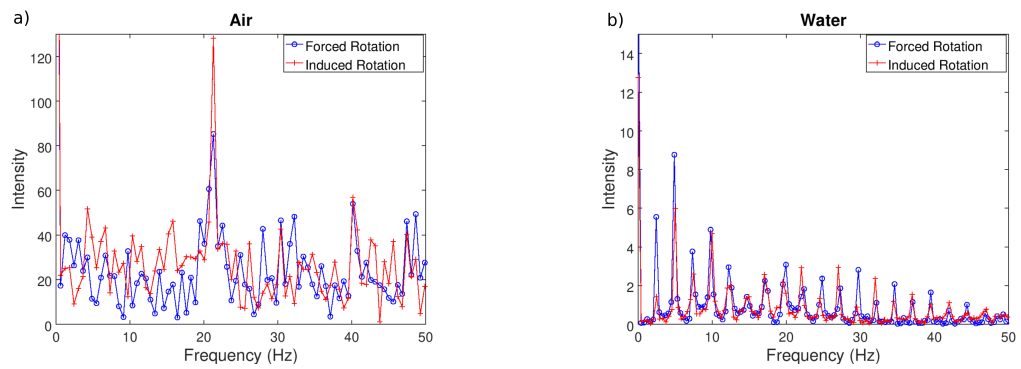 a)
Air
120
100
80
60
40
20
0
0 10 20 30 40 50
Intensity
Frequency (Hz)
Forced Rotation
Induced Rotation
b)
Water
14
12
10
8
6
4
2
0
0 10 20 30 40 50
Intensity
Frequency (Hz)
Forced Rotation
Induced Rotation